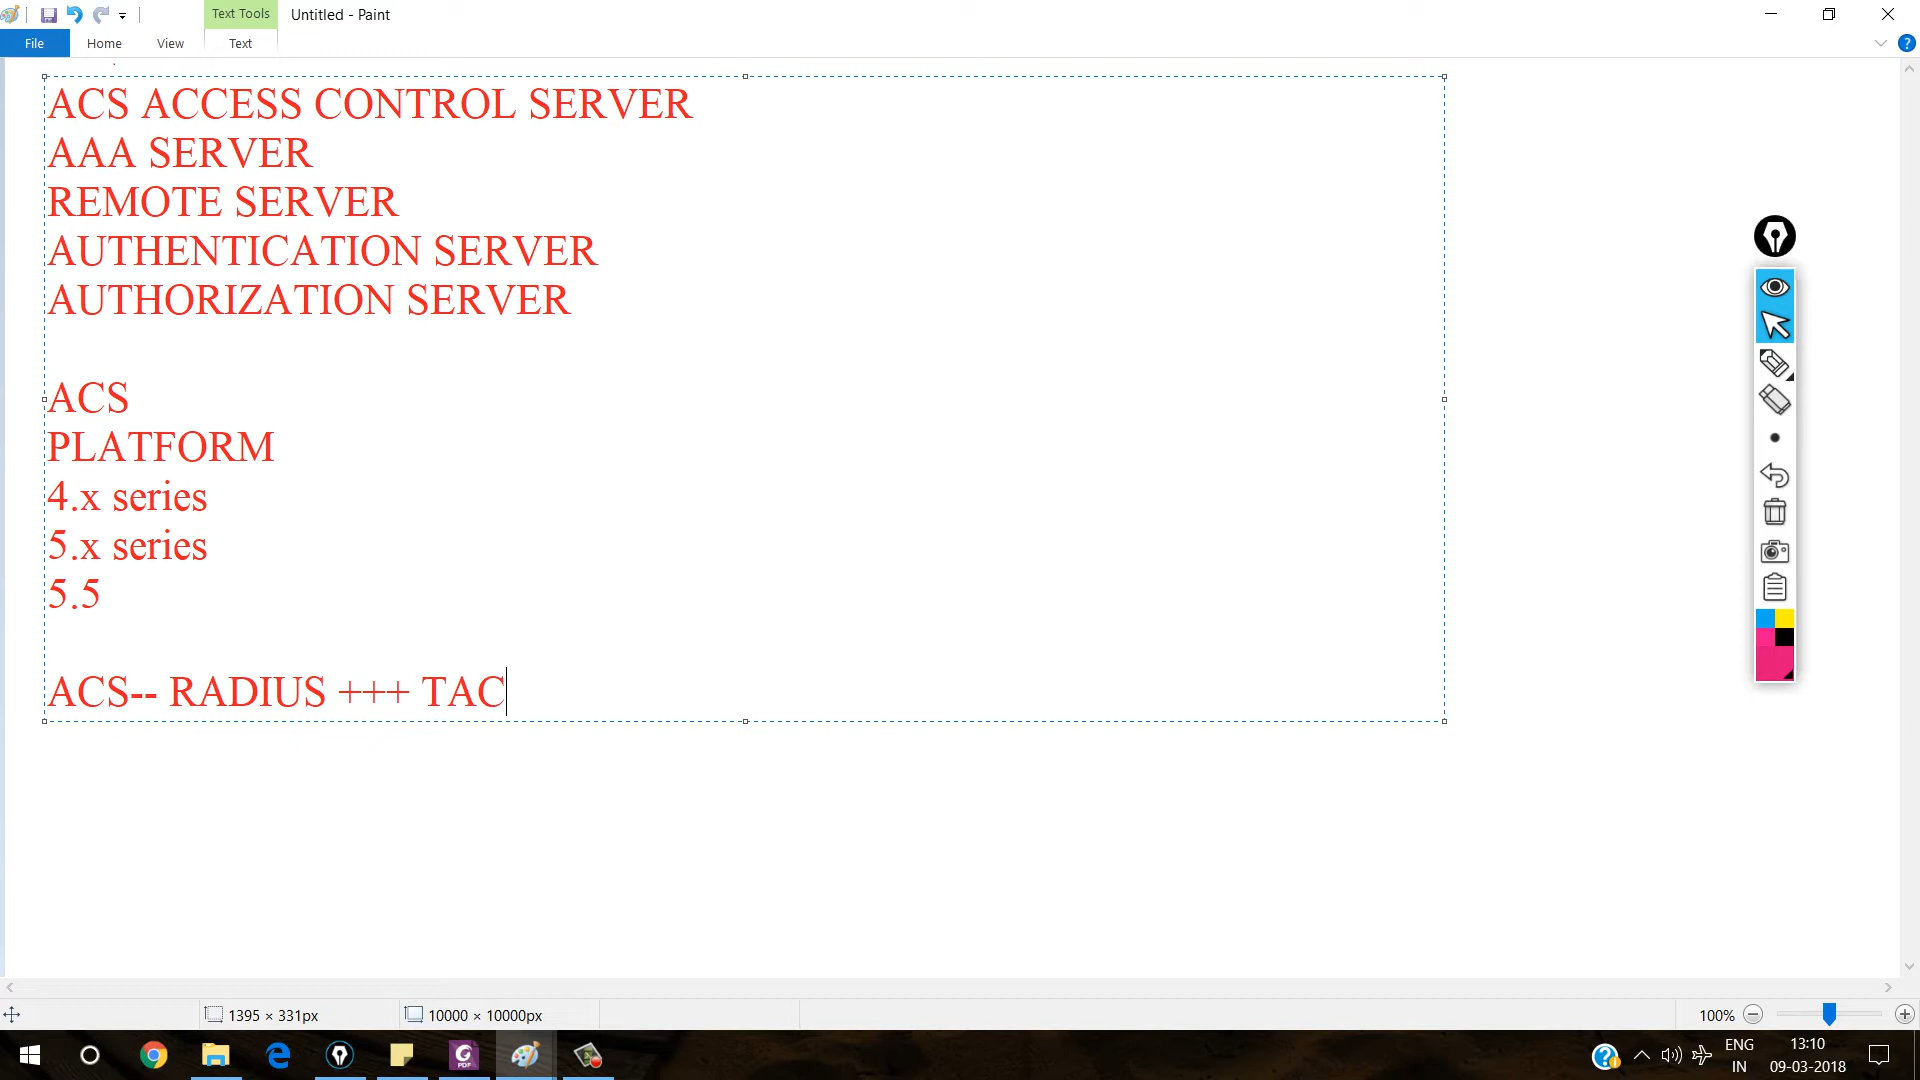 Text Tools
Untitled - Paint
File
Home
View
Text
ACS ACCESS CONTROL SERVER
AAA SERVER
REMOTE SERVER
AUTHENTICATION SERVER
AUTHORIZATION SERVER
ACS
PLATFORM
4.x series
5.x series
5.5
ACS-- RADIUS +++ TAC
1395 × 331px
10000 × 10000px
100%
PDF
ENG
IN
13:10
09-03-2018